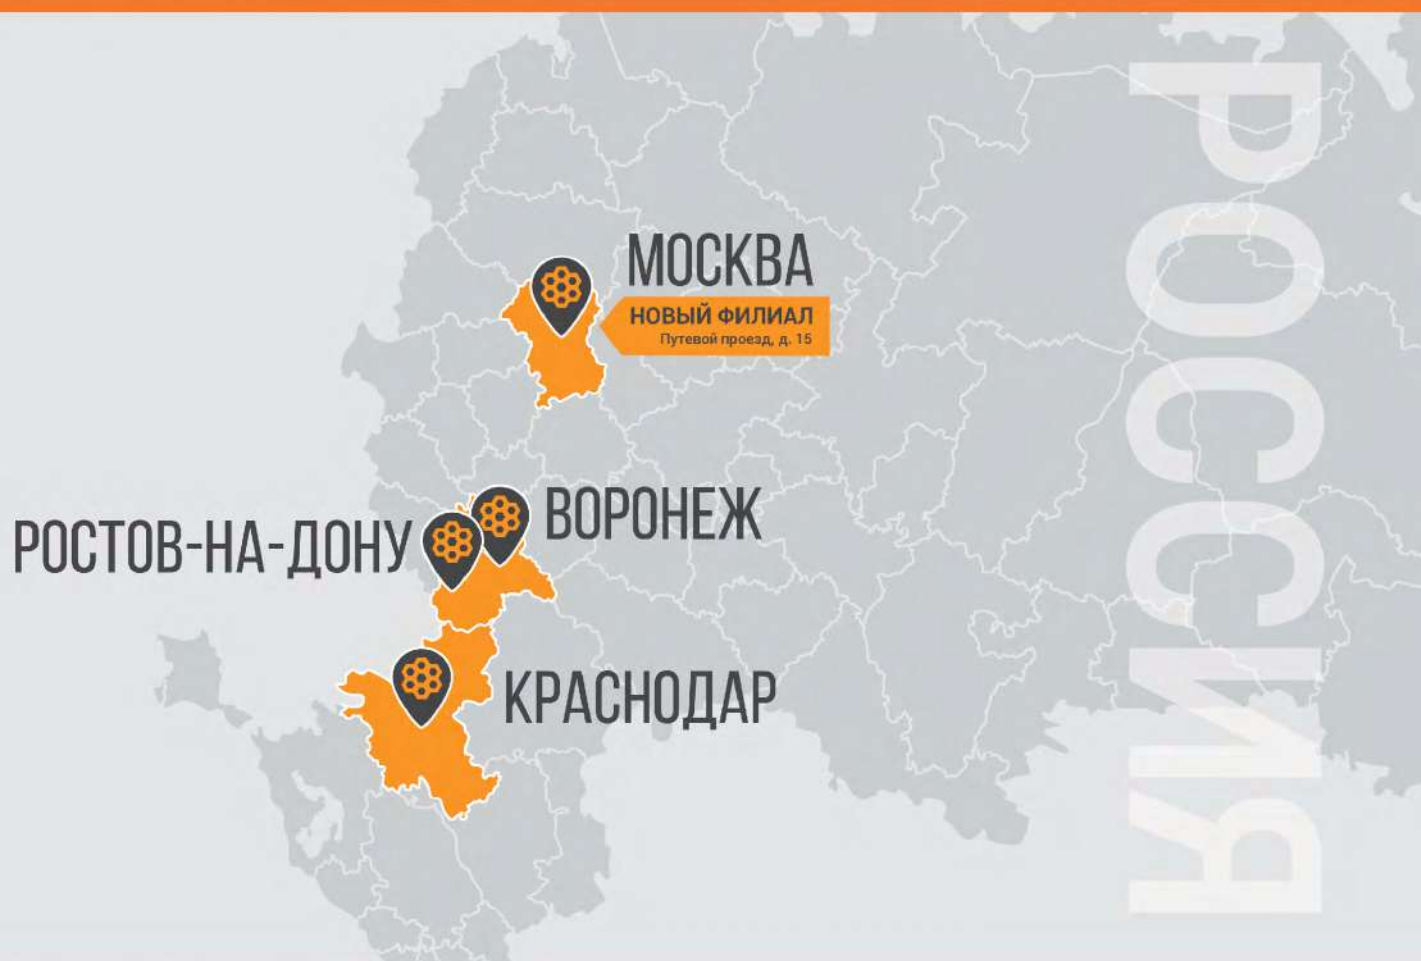 МОСКВА
НОВЫЙ ФИЛИАЛ
Путевой проезд, д. 15
ВОРОНЕЖ
РОСТОВ-НА-ДОНУ
КРАСНОДАР
РОССИЯ